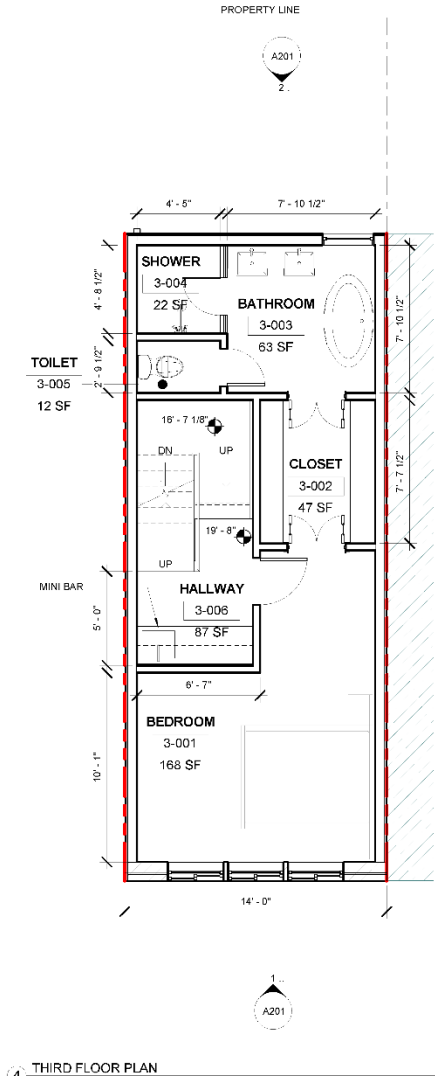 PROPERTY LINE
A201
2 .
4' - 5"
7' - 10 1/2"
4' - 8 1/2"
SHOWER
3-004
22 SF
BATHROOM
3-003
63 SF
7' - 10 1/2"
TOILET
3-005
12 SF
2' - 9 1/2"
16' - 7 1/8"
DN
UP
CLOSET
3-002
47 SF
7' - 7 1/2"
19' - 8"
UP
MINI BAR
HALLWAY
3-006
87 SF
5' - 0"
6' - 7"
BEDROOM
3-001
168 SF
10' - 1"
14' - 0"
1 ..
A201
4 THIRD FLOOR PLAN